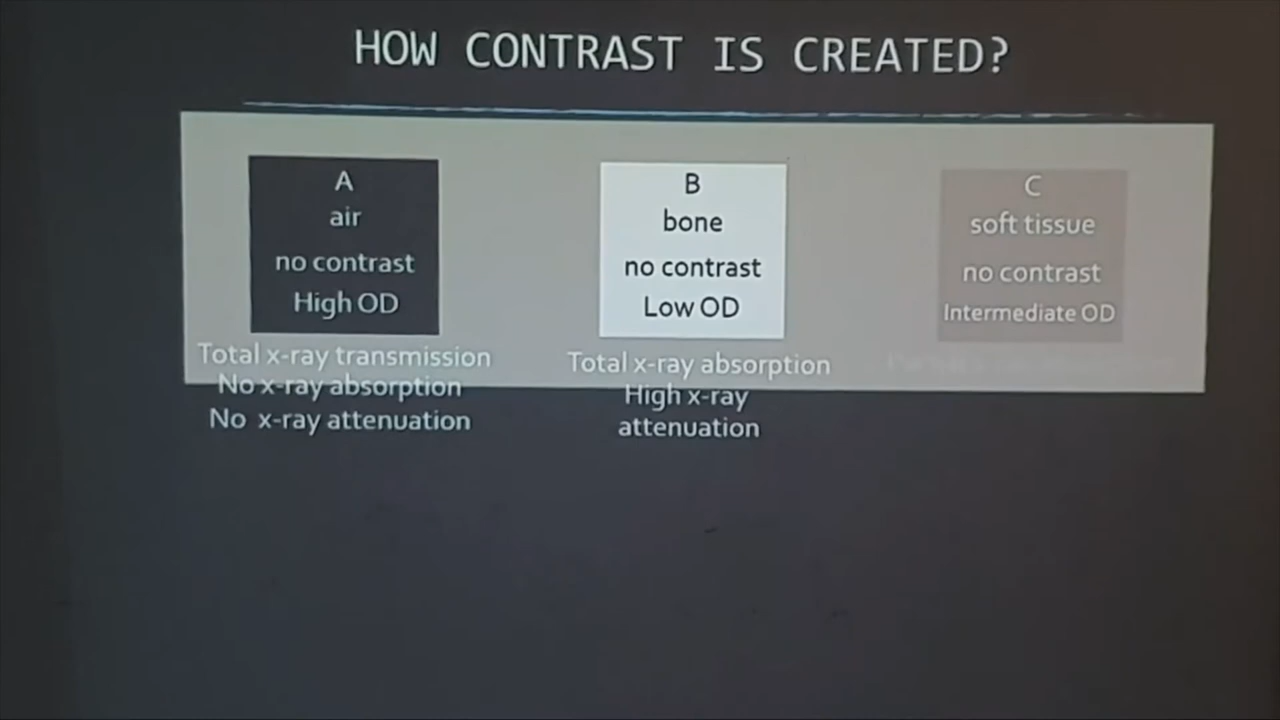 HOW CONTRAST IS CREATED?
A
air
no contrast
High OD
Total x-ray transmission
No x-ray absorption
No x-ray attenuation
B
bone
no contrast
Low OD
Total x-ray absorption
High x-ray
attenuation
C
soft tissue
no contrast
Intermediate OD